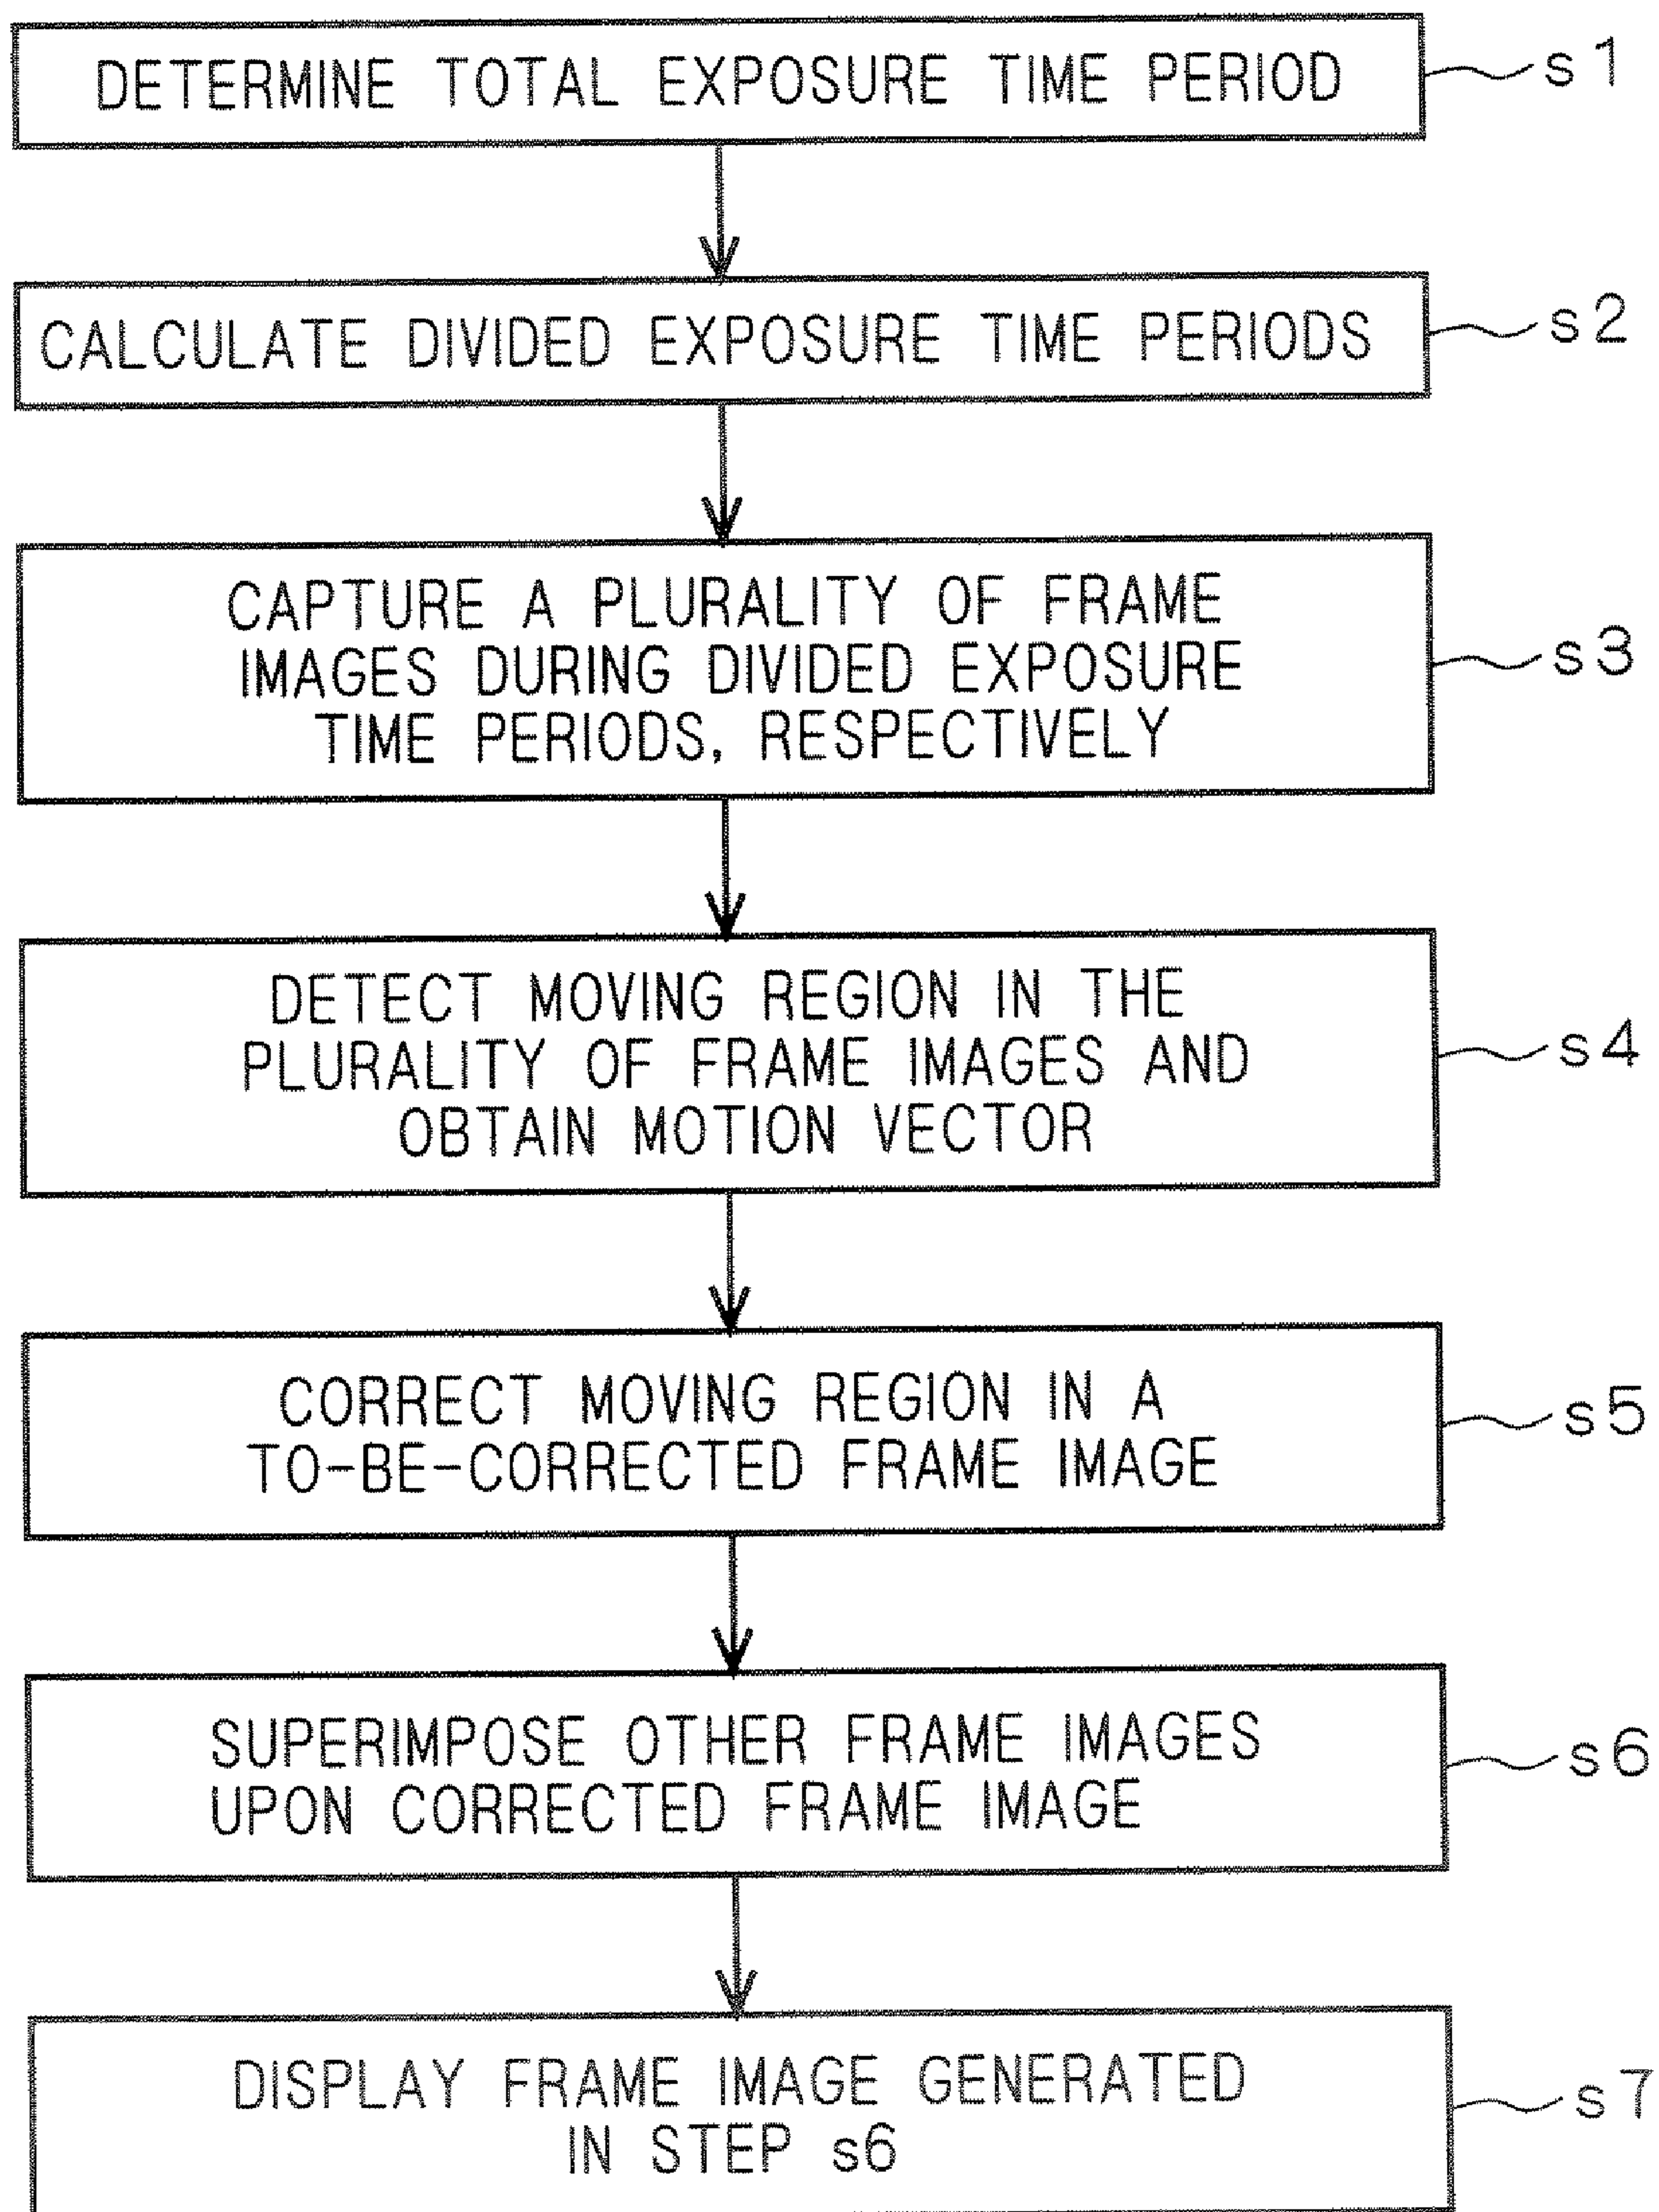 DETERMINE TOTAL EXPOSURE TIME PERIOD
s1
CALCULATE DIVIDED EXPOSURE TIME PERIODS
s2
CAPTURE A PLURALITY OF FRAME
IMAGES DURING DIVIDED EXPOSURE
TIME PERIODS, RESPECTIVELY
s3
DETECT MOVING REGION IN THE
PLURALITY OF FRAME IMAGES AND
OBTAIN MOTION VECTOR
s4
CORRECT MOVING REGION IN A
TO-BE-CORRECTED FRAME IMAGE
s5
SUPERIMPOSE OTHER FRAME IMAGES
UPON CORRECTED FRAME IMAGE
s6
DISPLAY FRAME IMAGE GENERATED
IN STEP s6
s7